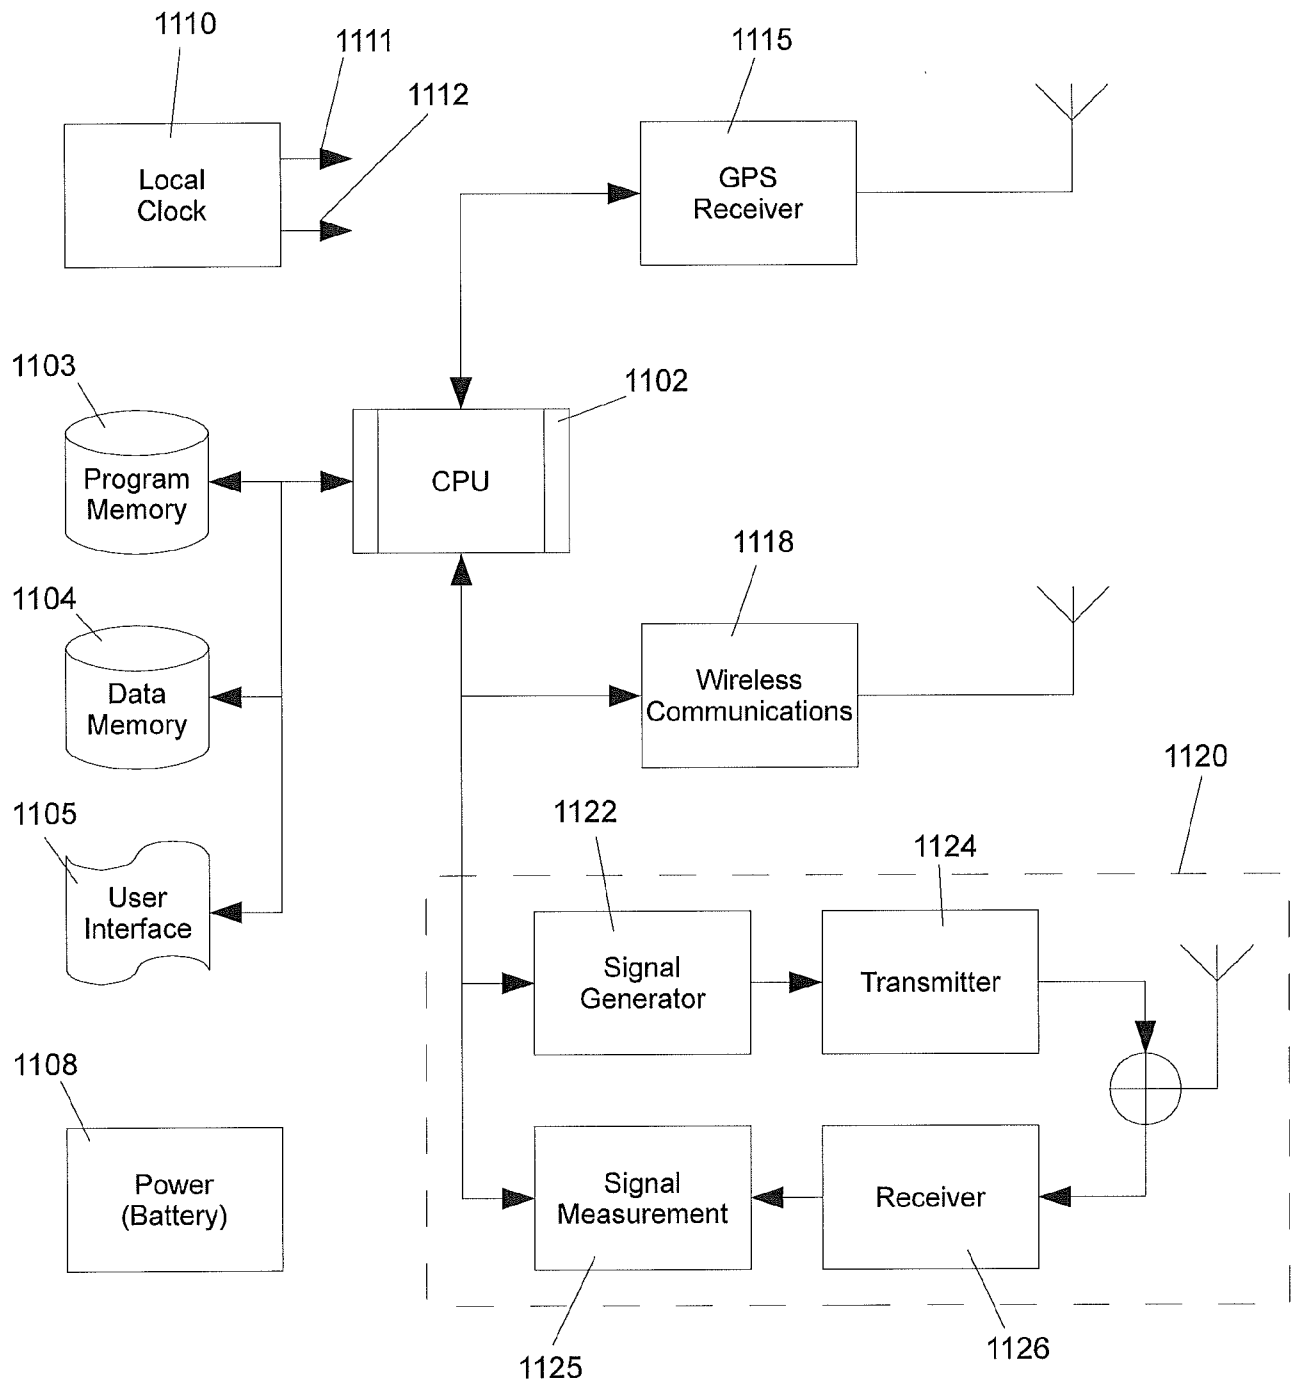 1110
1111
1112
1115
Local
Clock
GPS
Receiver
1103
1102
Program
Memory
CPU
1104
1118
Data
Memory
Wireless
Communications
1120
1105
1122
1124
User
Interface
Signal
Generator
Transmitter
1108
Power
(Battery)
Signal
Measurement
Receiver
1125
1126